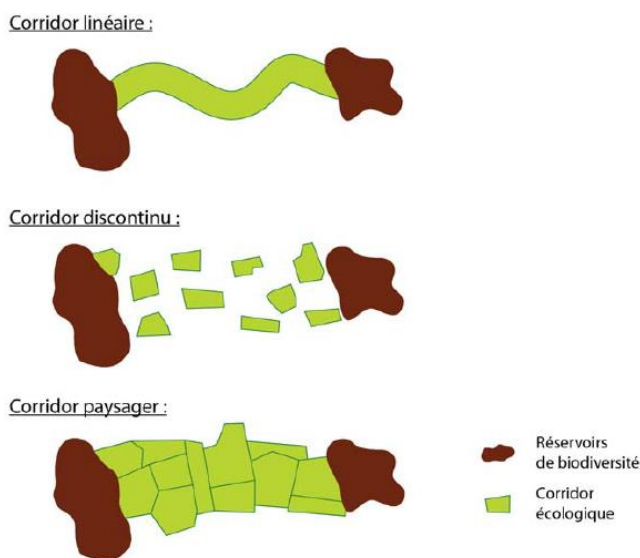 Corridor linéaire :
Corridor discontinu :
Corridor paysager :
Réservoirs
de biodiversité
Corridor
écologique